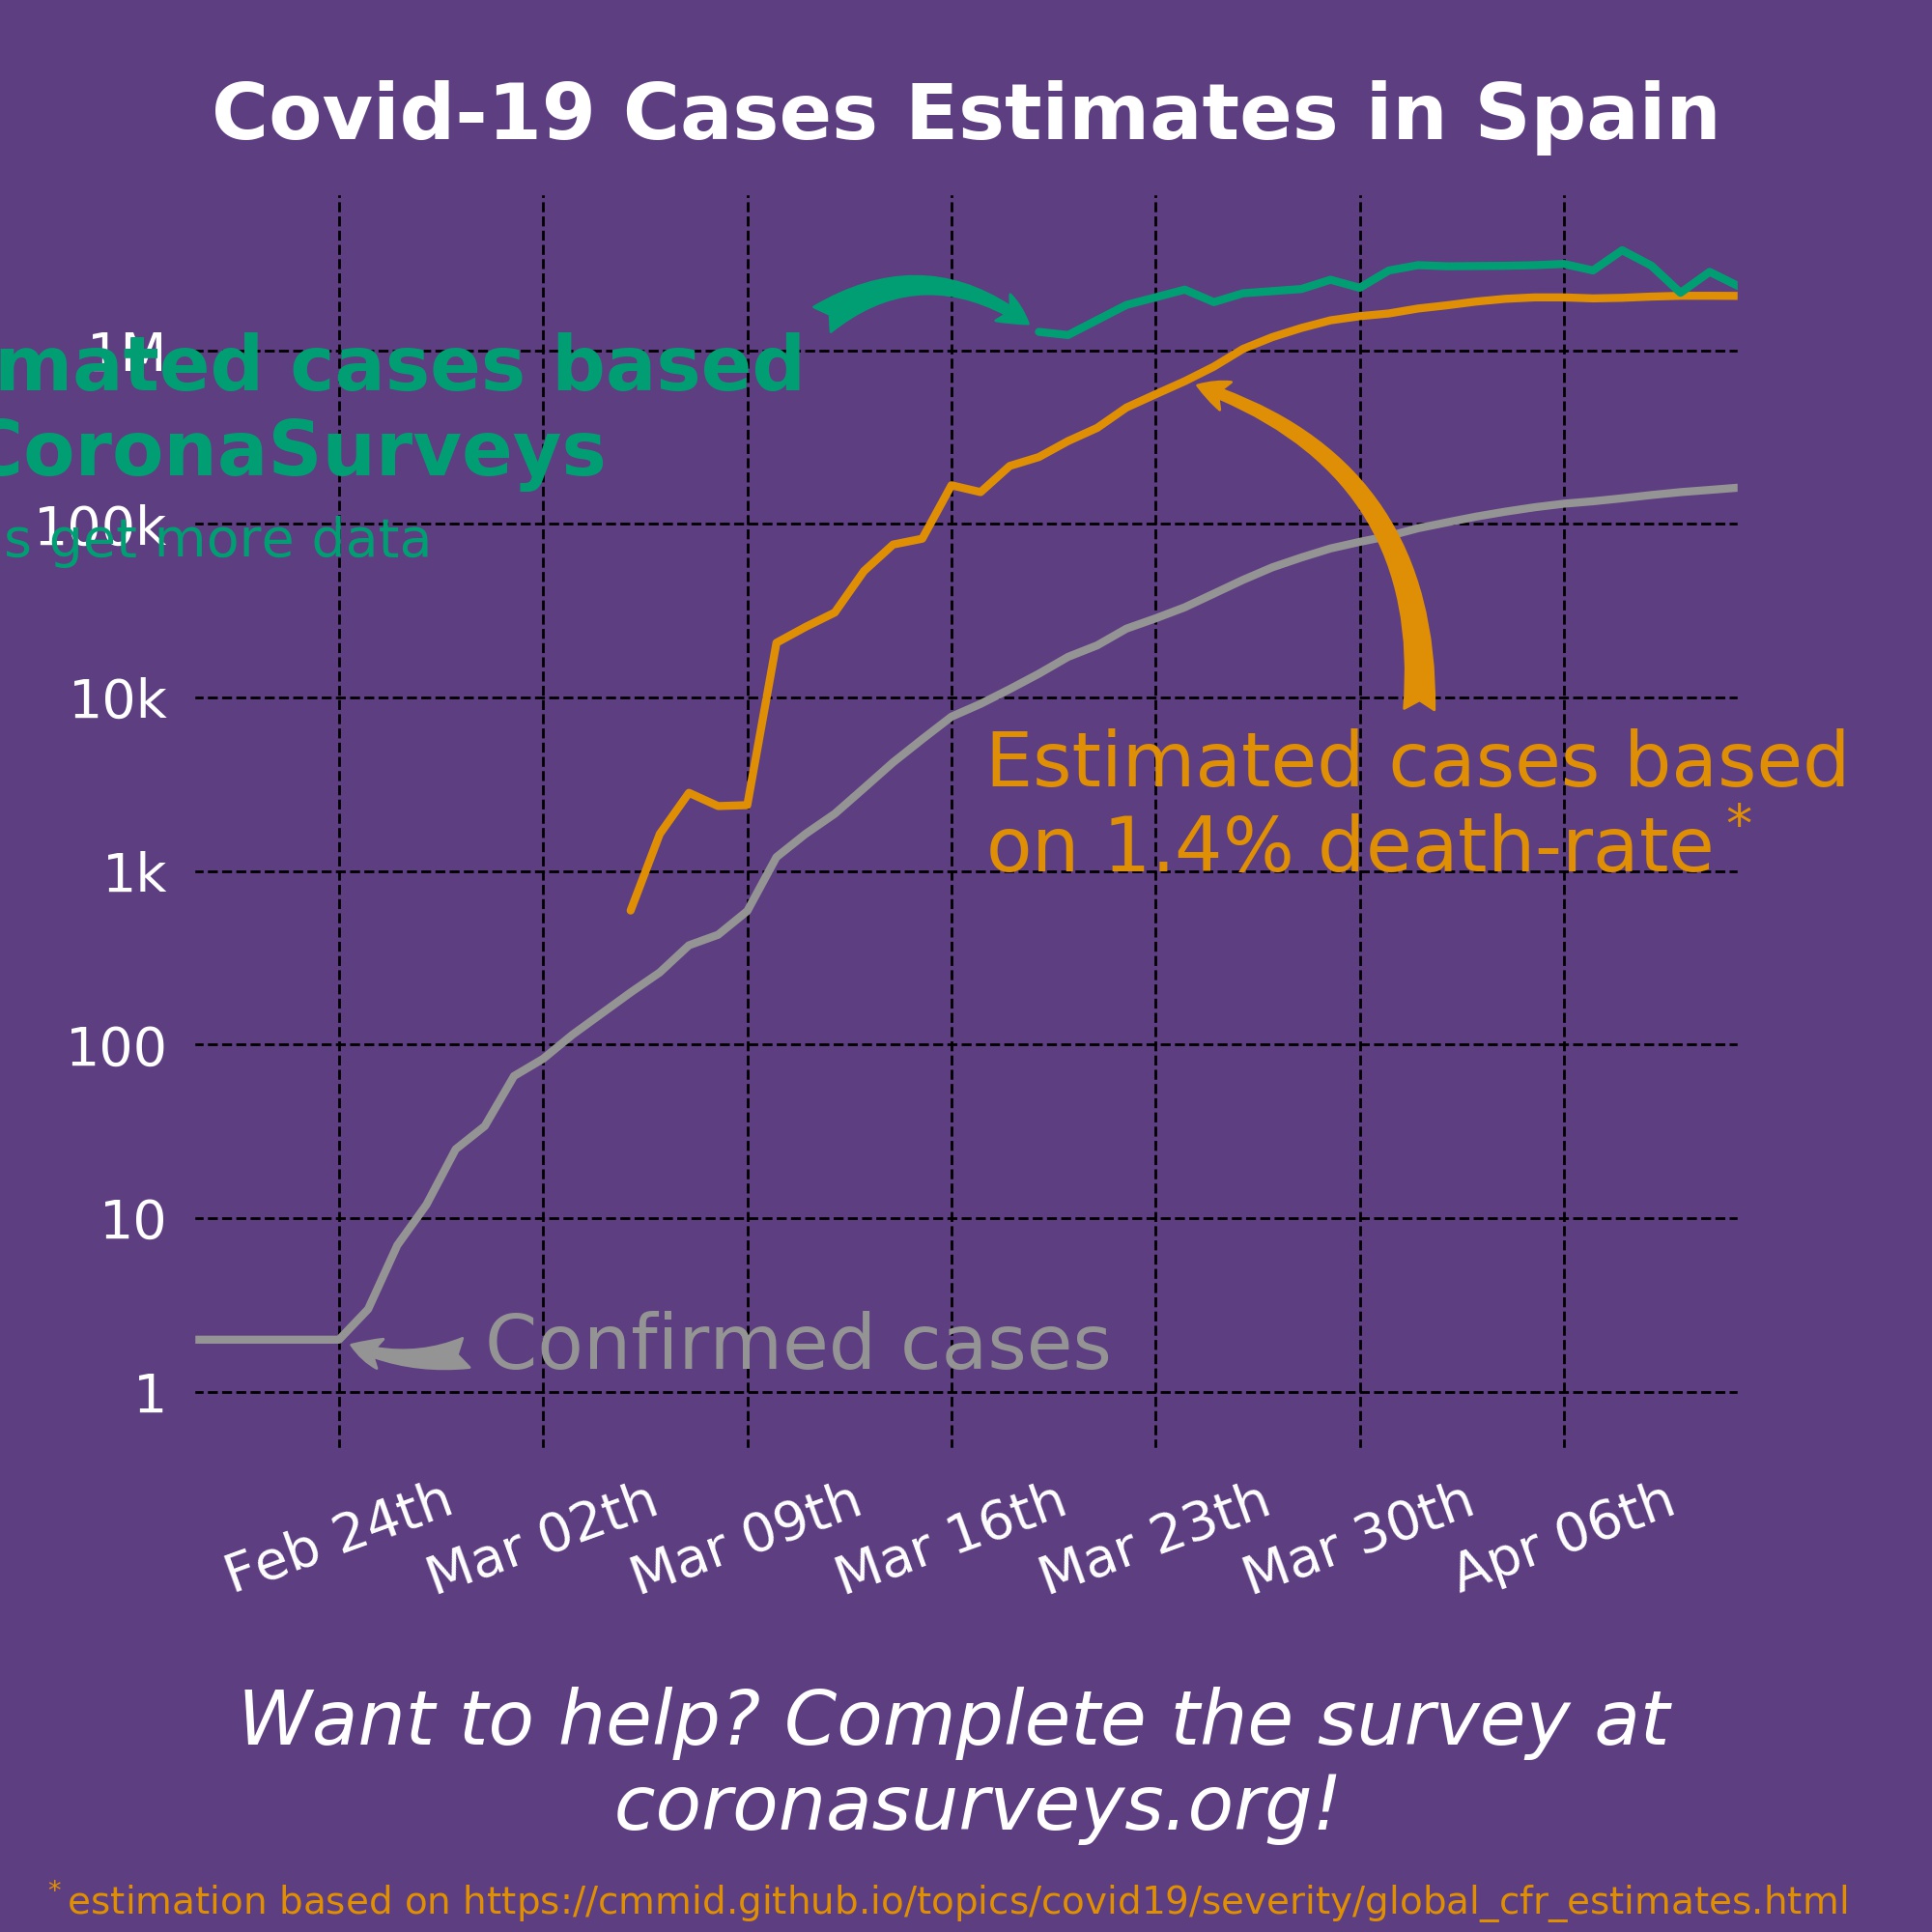 Covid-19 Cases Estimates in Spain
1M
mated cases based
CoronaSurveys
100k
s get more data
10k
Estimated cases based
on 1.4% death-rate*
1k
100
10
Confirmed cases
1
Feb 24th
Mar 02th
Mar 09th
Mar 16th
Mar 23th
Mar 30th
Apr 06th
Want to help? Complete the survey at
coronasurveys.org!
*estimation based on https://cmmid.github.io/topics/covid19/severity/global_cfr_estimates.html